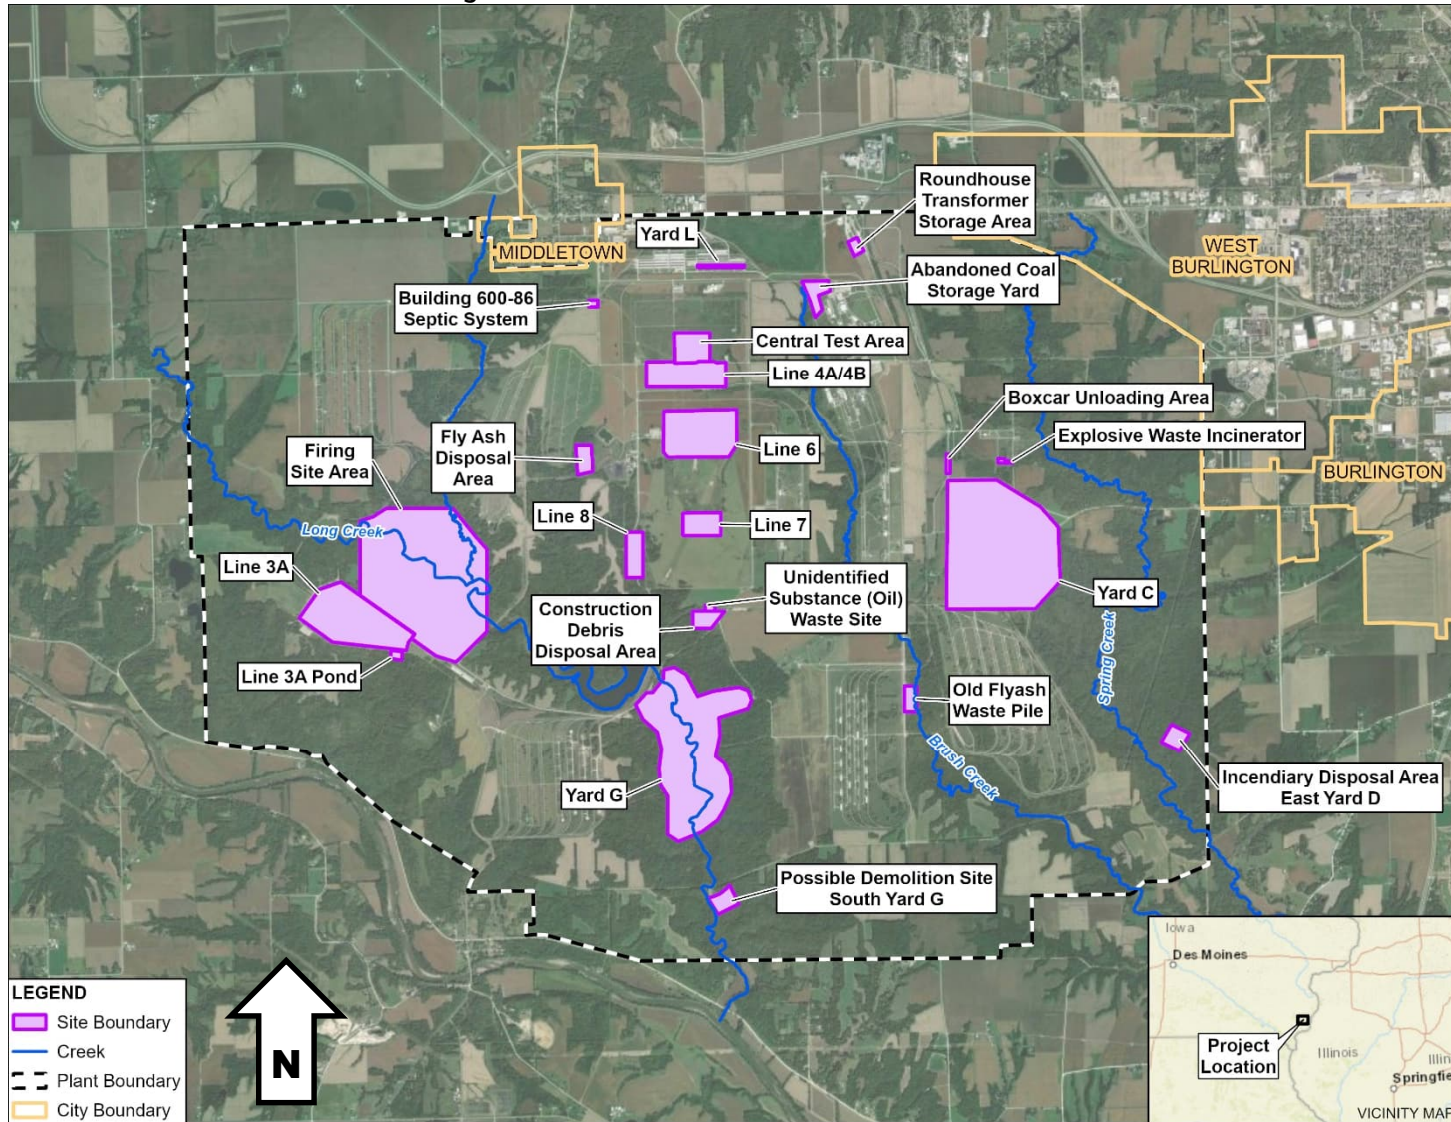 Roundhouse
Transformer
Storage Area
Yard L
MIDDLETOWN
WEST
BURLINGTON
Abandoned Coal
Storage Yard
Building 600-86
Septic System
Central Test Area
Line 4A/4B
Boxcar Unloading Area
Explosive Waste Incinerator
Firing
Site Area
Fly Ash
Disposal
Area
Line 6
BURLINGTON
Long Creek
Line 8
Line 7
Line 3A
Unidentified
Substance (Oil)
Waste Site
Yard C
Construction
Debris
Disposal Area
Line 3A Pond
Spring Creek
Old Flyash
Waste Pile
Brush Creek
Yard G
Incendiary Disposal Area
East Yard D
Possible Demolition Site
South Yard G
N
LEGEND
Site Boundary
Creek
Plant Boundary
City Boundary
Iowa
Des Moines
Project
Location
Illinois
Illin
Springfie
VICINITY MAP